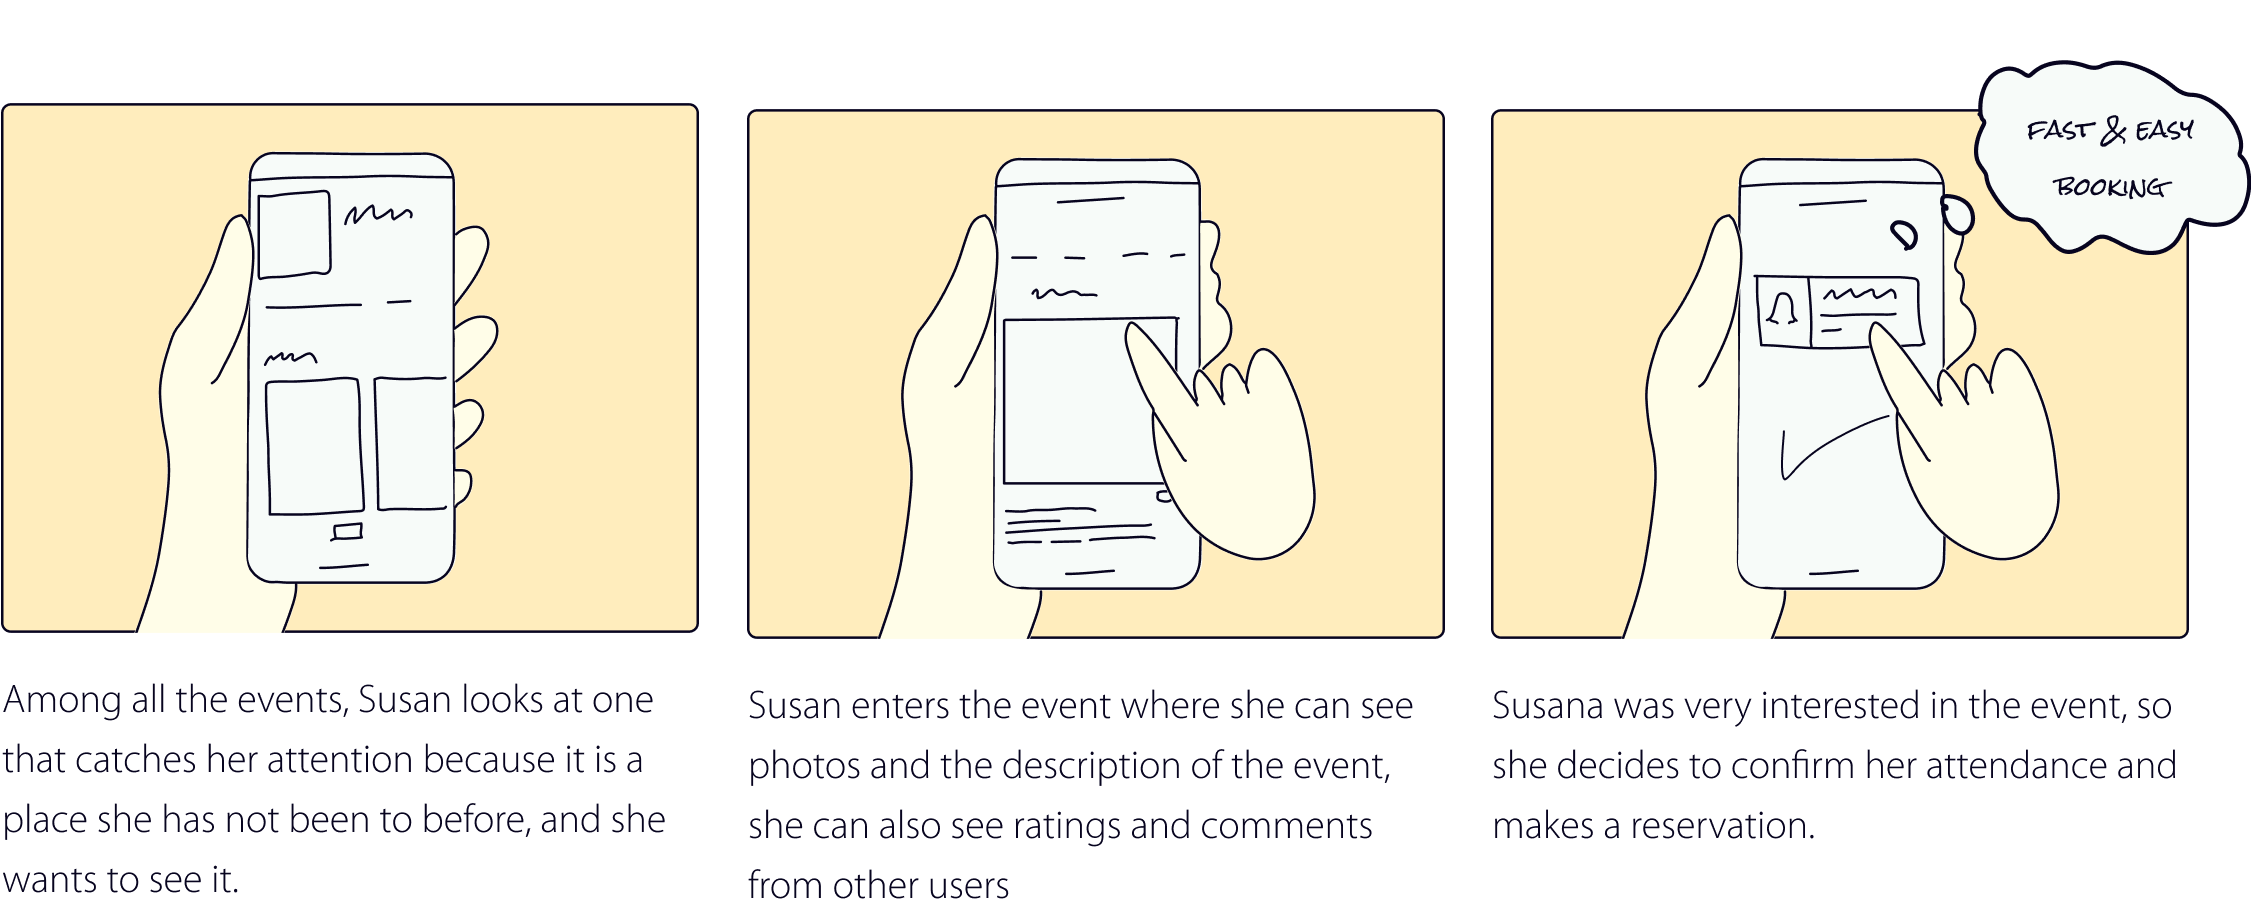 FAST & EASY
BOOKING
Among all the events, Susan looks at one
that catches her attention because it is a
place she has not been to before, and she
wants to see it.
Susan enters the event where she can see
photos and the description of the event,
she can also see ratings and comments
from other users
Susana was very interested in the event, so
she decides to confirm her attendance and
makes a reservation.